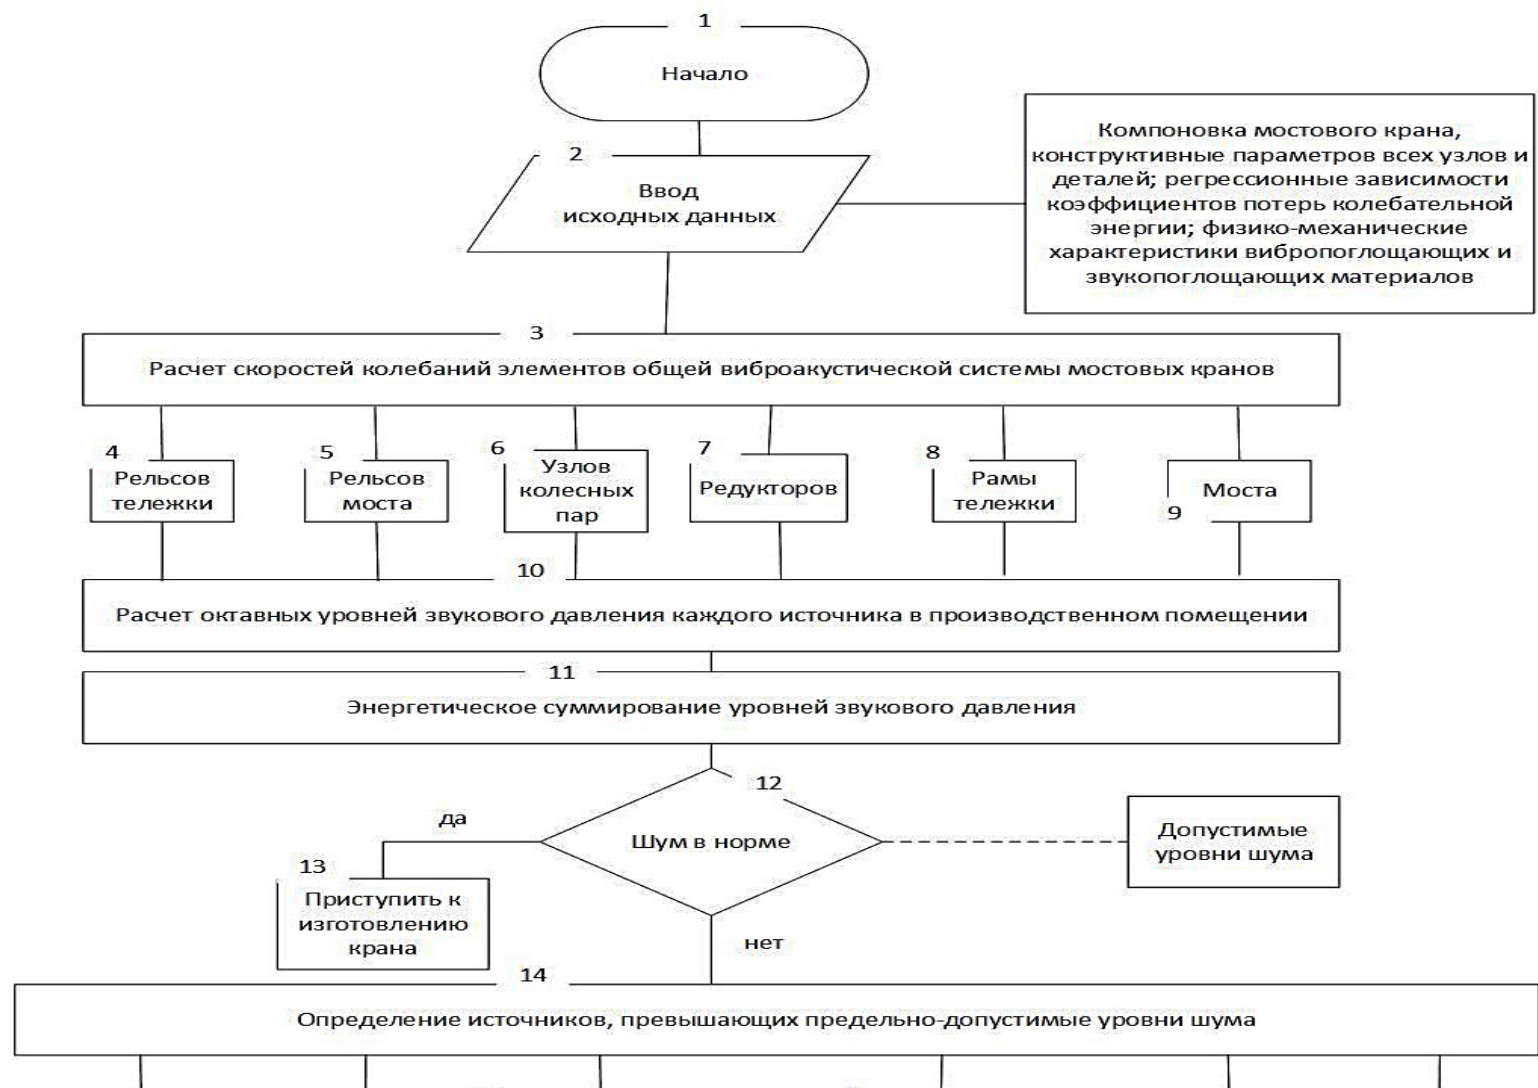 1
Начало
2
Ввод
исходных данных
Компоновка мостового крана,
конструктивные параметров всех узлов и
деталей; регрессионные зависимости
коэффициентов потерь колебательной
энергии; физико-механические
характеристики вибропоглощающих и
звукопоглощающих материалов
3
Расчет скоростей колебаний элементов общей виброакустической системы мостовых кранов
4
Рельсов
тележки
5
Рельсов
моста
6
Узлов
колесных
пар
7
Редукторов
8
Рамы
тележки
9
Моста
10
Расчет октавных уровней звукового давления каждого источника в производственном помещении
11
Энергетическое суммирование уровней звукового давления
12
Шум в норме
Допустимые
уровни шума
да
13
Приступить к
изготовлению
крана
нет
14
Определение источников, превышающих предельно-допустимые уровни шума